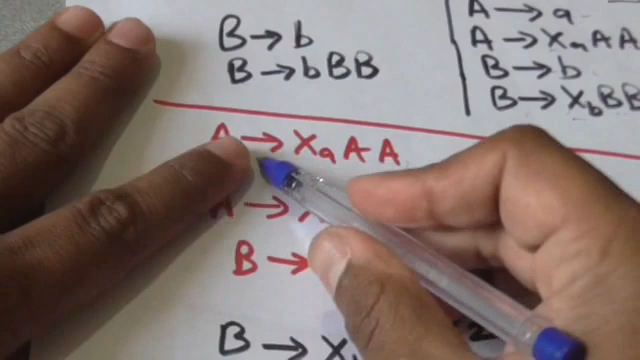 B → b
B → bBB
A → a
A → XaAA
B → b
B → XbBB
A → XaAA
A →
B →
B → X